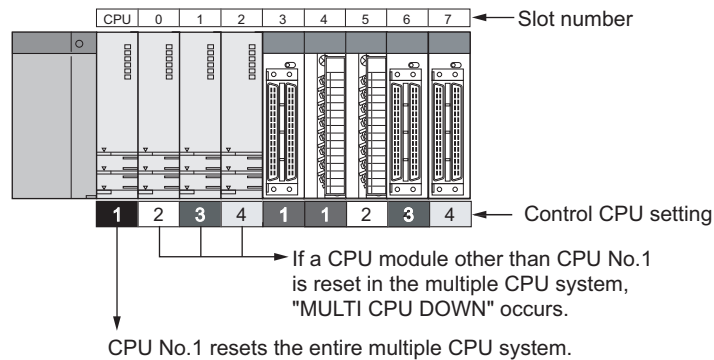 CPU 0 1 2 3 4 5 6 7 Slot number
1 2 3 4 1 1 2 3 4 Control CPU setting
If a CPU module other than CPU No.1
is reset in the multiple CPU system,
"MULTI CPU DOWN" occurs.
CPU No.1 resets the entire multiple CPU system.